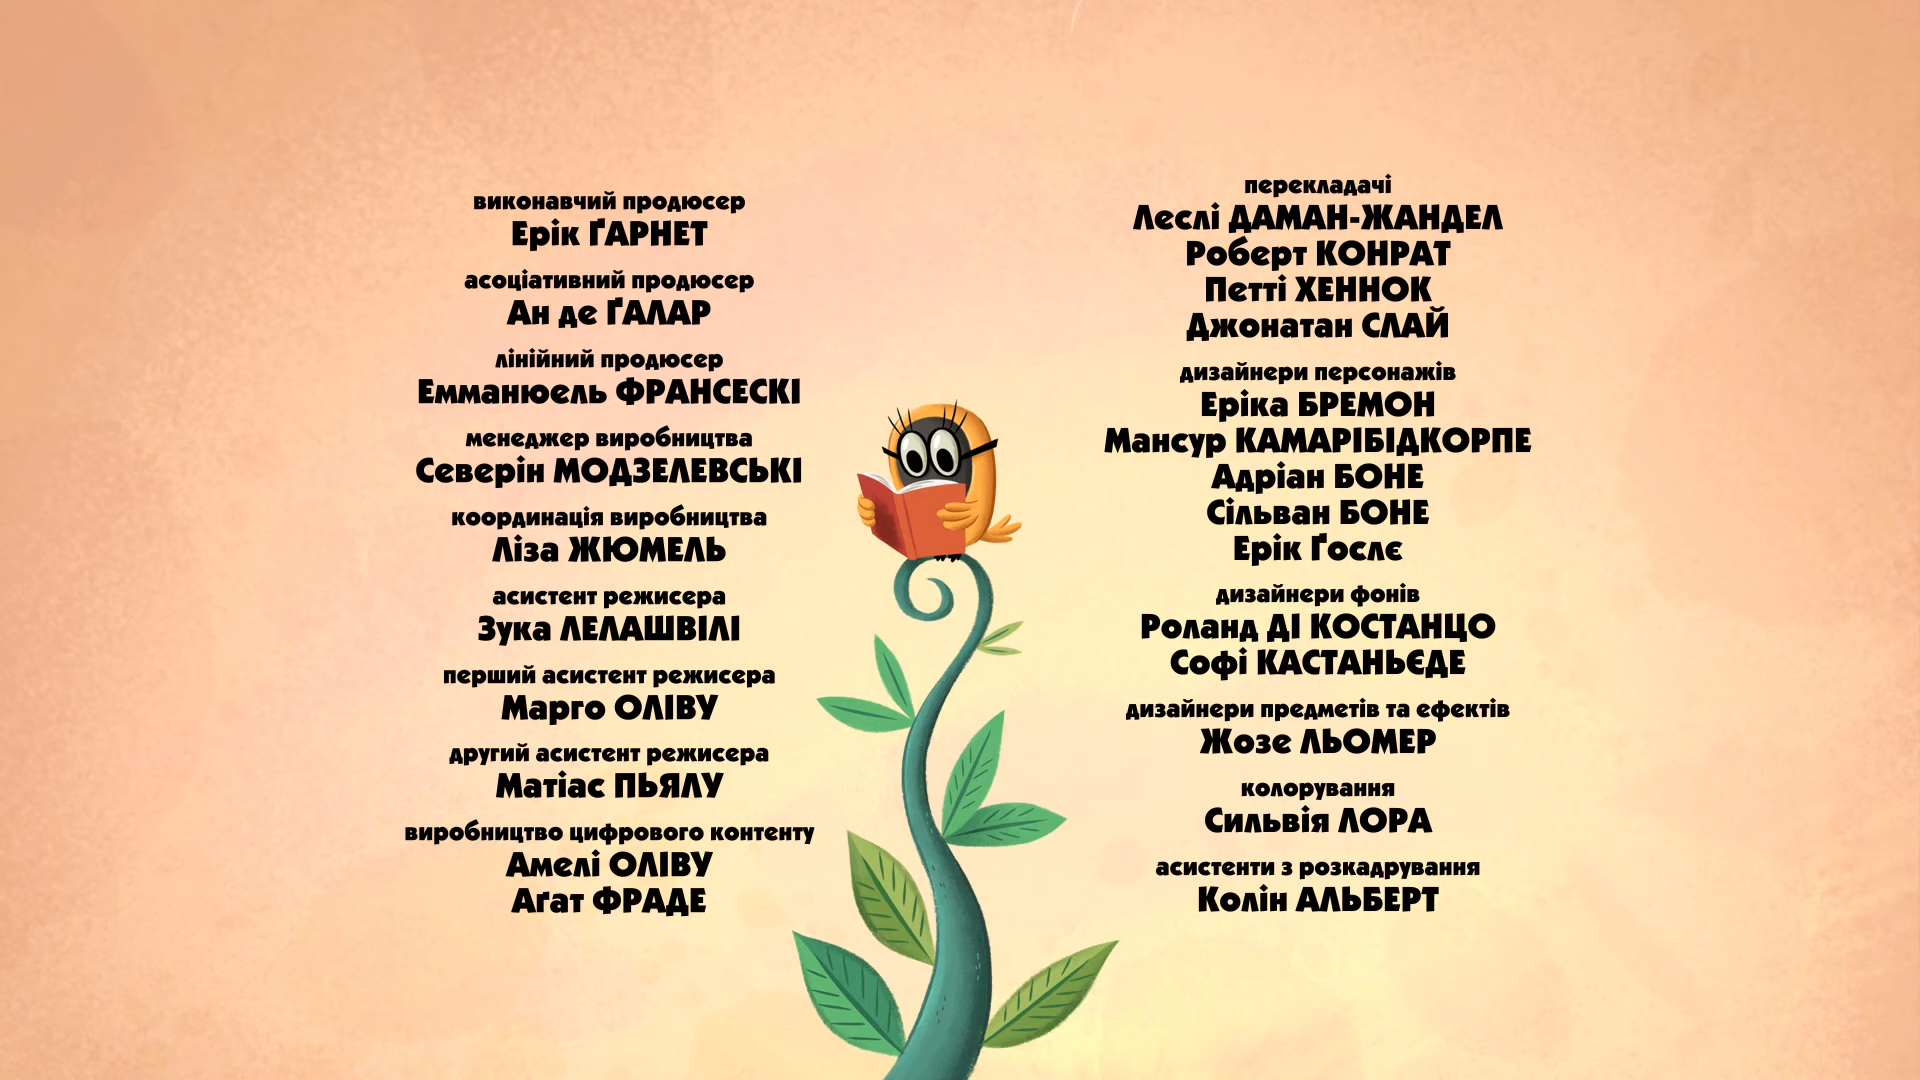 виконавчий продюсер
Ерік ҐАРНЕТ
асоціативний продюсер
Ан де ҐАЛАР
лінійний продюсер
Емманюель ФРАНСЕСКІ
менеджер виробництва
Северін МОДЗЕЛЕВСЬКІ
координація виробництва
Ліза ЖЮМЕЛЬ
асистент режисера
Зука ЛЕЛАШВІЛІ
перший асистент режисера
Марго ОЛІВУ
другий асистент режисера
Матіас ПЬЯЛУ
виробництво цифрового контенту
Амелі ОЛІВУ
Аґат ФРАДЕ
перекладачі
Леслі ДАМАН-ЖАНДЕЛ
Роберт КОНРАТ
Петті ХЕННОК
Джонатан СЛАЙ
дизайнери персонажів
Еріка БРЕМОН
Мансур КАМАРІБІДКОРПЕ
Адріан БОНЕ
Сільван БОНЕ
Ерік Ґослє
дизайнери фонів
Роланд ДІ КОСТАНЦО
Софі КАСТАНЬЄДЕ
дизайнери предметів та ефектів
Жозе ЛЬОМЕР
колорування
Сильвія ЛОРА
асистенти з розкадрування
Колін АЛЬБЕРТ